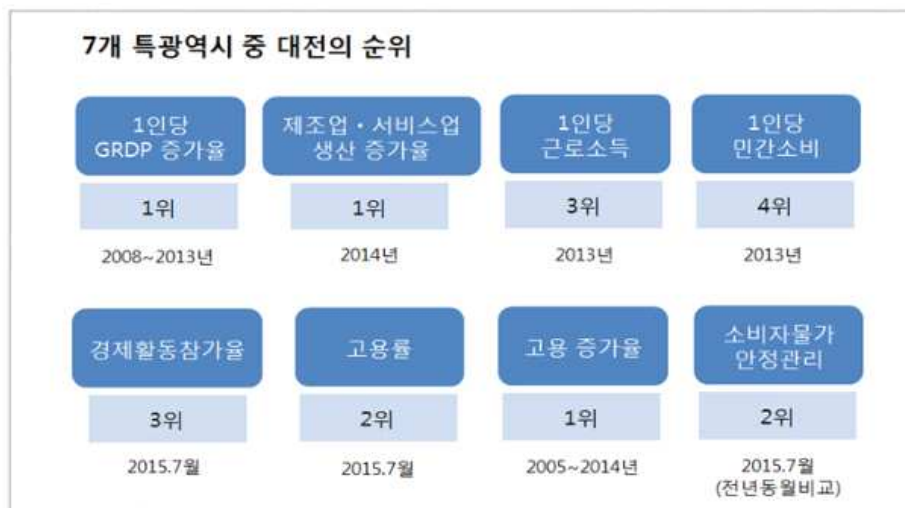 7개 특광역시 중 대전의 순위
1인당
GRDP 증가율
1위
2008~2013년
제조업·서비스업
생산 증가율
1위
2014년
1인당
근로소득
3위
2013년
1인당
민간소비
4위
2013년
경제활동참가율
3위
2015.7월
고용률
2위
2015.7월
고용 증가율
1위
2005~2014년
소비자물가
안정관리
2위
2015.7월
(전년동월비교)